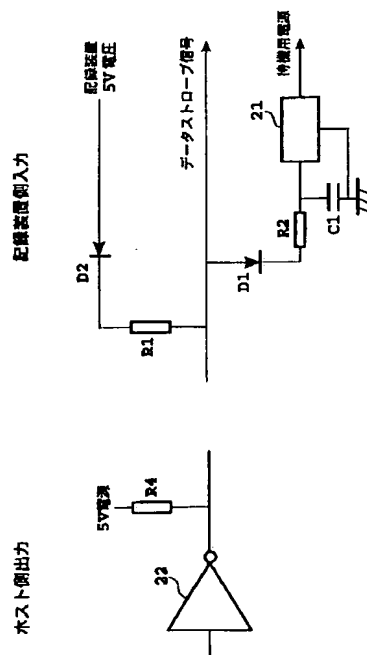 ホスト側出力
5V電源
R4
22
記録装置側入力
記録装置
5V電圧
D2
R1
データストローブ信号
D1
R2
C1
21
待機用電源